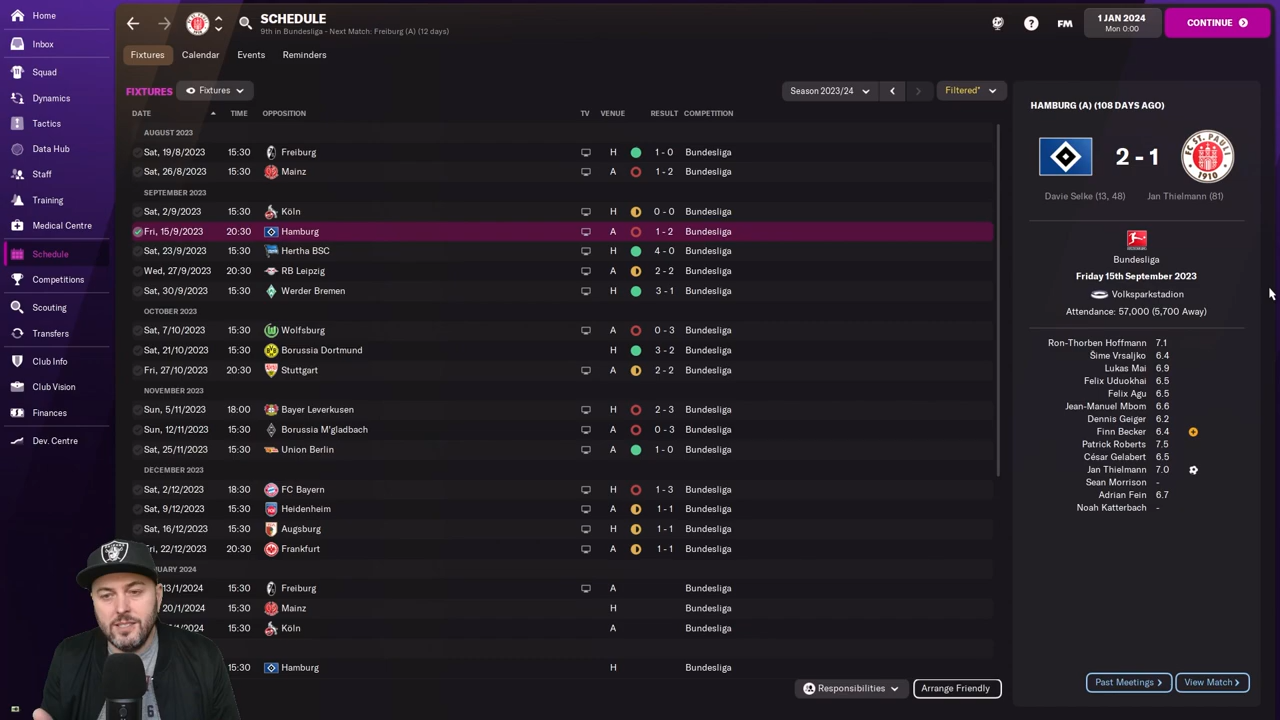 Home
Inbox
Squad
Dynamics
Tactics
Data Hub
Staff
Training
Medical Centre
Schedule
Competitions
Scouting
Transfers
Club Info
Club Vision
Finances
Dev. Centre
SCHEDULE
9th in Bundesliga - Next Match: Freiburg (A) (12 days)
FM
1 JAN 2024
Mon 0:00
CONTINUE
Fixtures Calendar Events Reminders
FIXTURES Fixtures Season 2023/24 Filtered*
DATE TIME OPPOSITION TV VENUE RESULT COMPETITION
AUGUST 2023
Sat, 19/8/2023 15:30 Freiburg H 1 - 0 Bundesliga
Sat, 26/8/2023 15:30 Mainz A 1 - 2 Bundesliga
SEPTEMBER 2023
Sat, 2/9/2023 15:30 Köln H 0 - 0 Bundesliga
Fri, 15/9/2023 20:30 Hamburg A 1 - 2 Bundesliga
Sat, 23/9/2023 15:30 Hertha BSC H 4 - 0 Bundesliga
Wed, 27/9/2023 20:30 RB Leipzig A 2 - 2 Bundesliga
Sat, 30/9/2023 15:30 Werder Bremen H 3 - 1 Bundesliga
OCTOBER 2023
Sat, 7/10/2023 15:30 Wolfsburg A 0 - 3 Bundesliga
Sat, 21/10/2023 15:30 Borussia Dortmund H 3 - 2 Bundesliga
Fri, 27/10/2023 20:30 Stuttgart A 2 - 2 Bundesliga
NOVEMBER 2023
Sun, 5/11/2023 18:00 Bayer Leverkusen H 2 - 3 Bundesliga
Sun, 12/11/2023 15:30 Borussia M'gladbach A 0 - 3 Bundesliga
Sat, 25/11/2023 15:30 Union Berlin A 1 - 0 Bundesliga
DECEMBER 2023
Sat, 2/12/2023 18:30 FC Bayern H 1 - 3 Bundesliga
Sat, 9/12/2023 15:30 Heidenheim A 1 - 1 Bundesliga
Sat, 16/12/2023 15:30 Augsburg H 1 - 1 Bundesliga
Fri, 22/12/2023 20:30 Frankfurt A 1 - 1 Bundesliga
UARY 2024
13/1/2024 15:30 Freiburg A Bundesliga
20/1/2024 15:30 Mainz H Bundesliga
/1/2024 15:30 Köln A Bundesliga
15:30 Hamburg H Bundesliga
Responsibilities Arrange Friendly
HAMBURG (A) (108 DAYS AGO)
2 - 1
FC ST. PAULI
1910
Davie Selke (13, 48) Jan Thielmann (81)
Bundesliga
Friday 15th September 2023
Volksparkstadion
Attendance: 57,000 (5,700 Away)
Ron-Thorben Hoffmann 7.1
Šime Vrsaljko 6.4
Lukas Mai 6.9
Felix Uduokhai 6.5
Felix Agu 6.5
Jean-Manuel Mbom 6.6
Dennis Geiger 6.2
Finn Becker 6.4
Patrick Roberts 7.5
César Gelabert 6.5
Jan Thielmann 7.0
Sean Morrison -
Adrian Fein 6.7
Noah Katterbach -
Past Meetings View Match